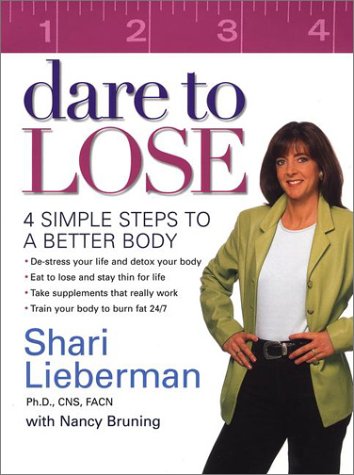 1 2 3 4
dare to
LOSE
4 SIMPLE STEPS TO
A BETTER BODY
• De-stress your life and detox your body
• Eat to lose and stay thin for life
• Take supplements that really work
• Train your body to burn fat 24/7
Shari
Lieberman
Ph.D., CNS, FACN
with Nancy Bruning